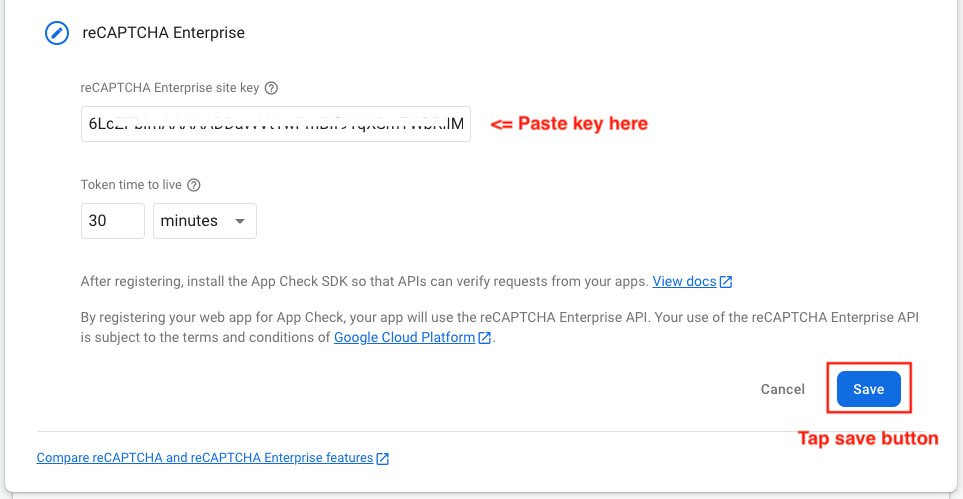 reCAPTCHA Enterprise
reCAPTCHA Enterprise site key
<= Paste key here
Token time to live
30 minutes
After registering, install the App Check SDK so that APIs can verify requests from your apps. View docs
By registering your web app for App Check, your app will use the reCAPTCHA Enterprise API. Your use of the reCAPTCHA Enterprise API
is subject to the terms and conditions of Google Cloud Platform.
Cancel Save
Tap save button
Compare reCAPTCHA and reCAPTCHA Enterprise features